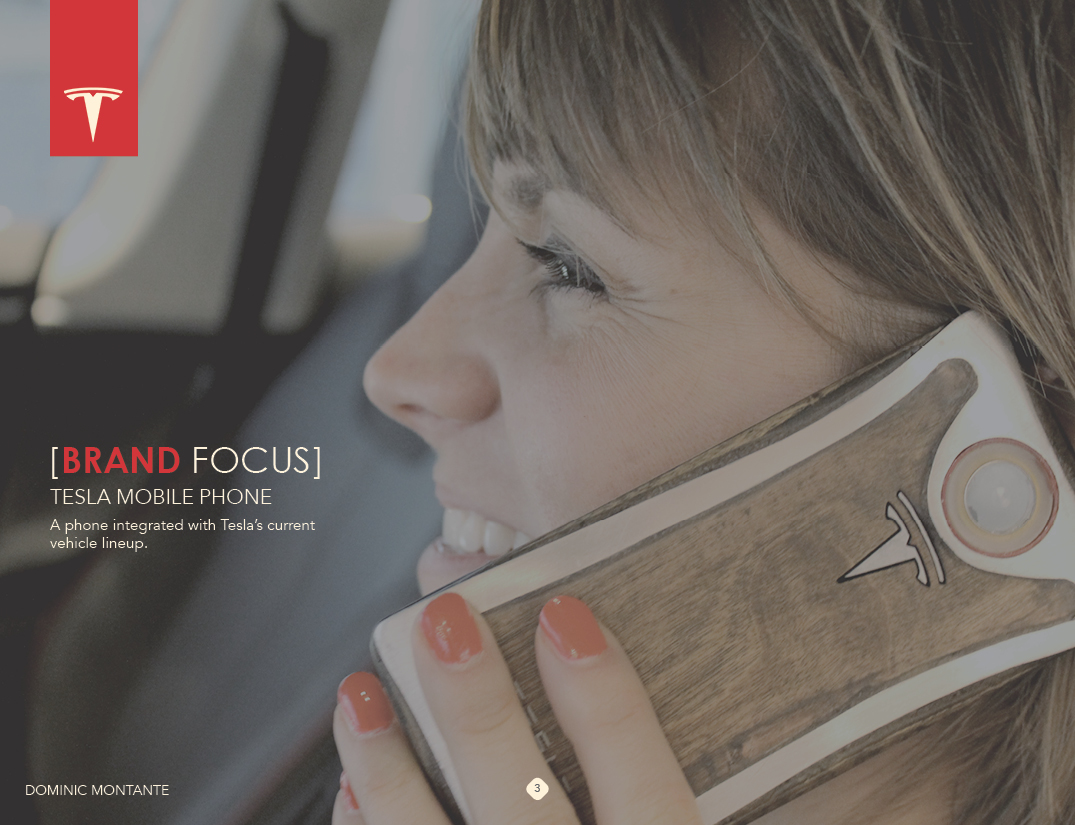 [BRAND FOCUS]
TESLA MOBILE PHONE
A phone integrated with Tesla’s current
vehicle lineup.
DOMINIC MONTANTE
3